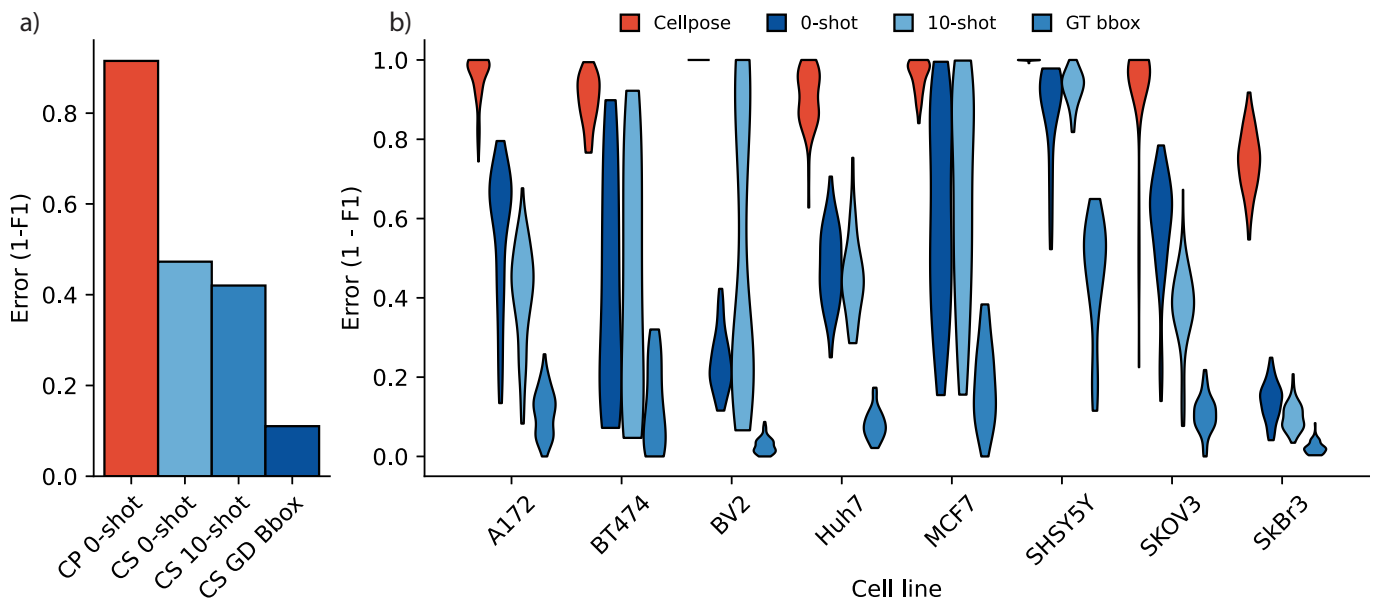 a)
Error (1-F1)
0.8
0.6
0.4
0.2
0.0
CP 0-shot
CS 0-shot
CS 10-shot
CS GD Bbox
b)
Cellpose 0-shot 10-shot GT bbox
Error (1 - F1)
1.0
0.8
0.6
0.4
0.2
0.0
A172
BT474
BV2
Huh7
MCF7
SHSY5Y
SKOV3
SkBr3
Cell line